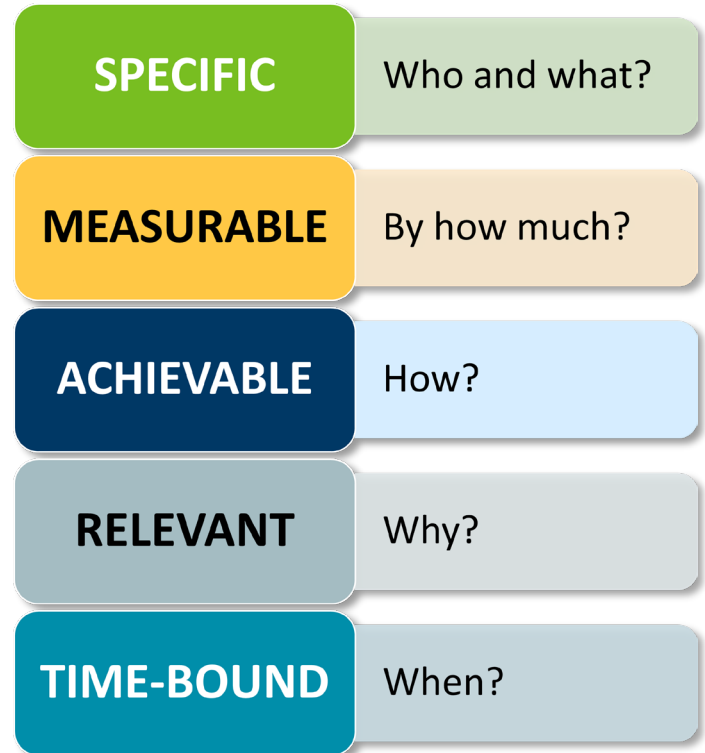 SPECIFIC
Who and what?
MEASURABLE
By how much?
ACHIEVABLE
How?
RELEVANT
Why?
TIME-BOUND
When?